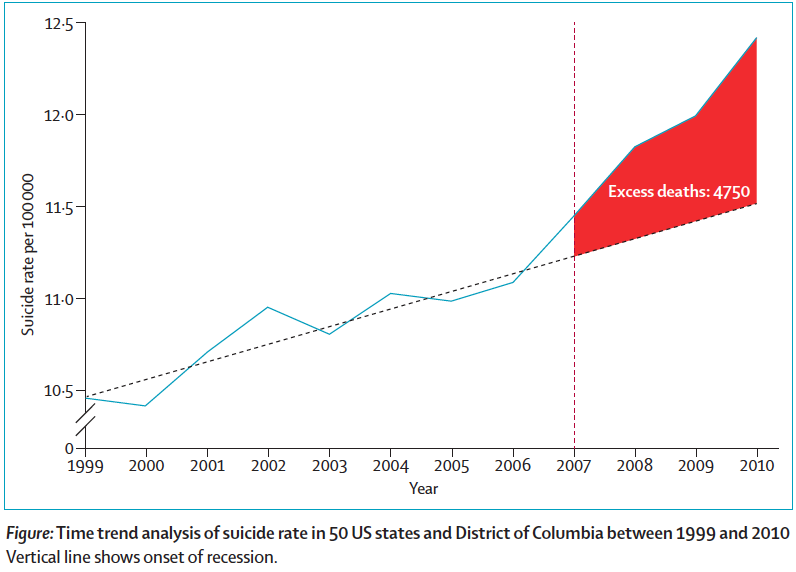 12·5
12·0
11·5
11·0
10·5
0
Suicide rate per 100 000
Excess deaths: 4750
1999 2000 2001 2002 2003 2004 2005 2006 2007 2008 2009 2010
Year
Figure: Time trend analysis of suicide rate in 50 US states and District of Columbia between 1999 and 2010
Vertical line shows onset of recession.